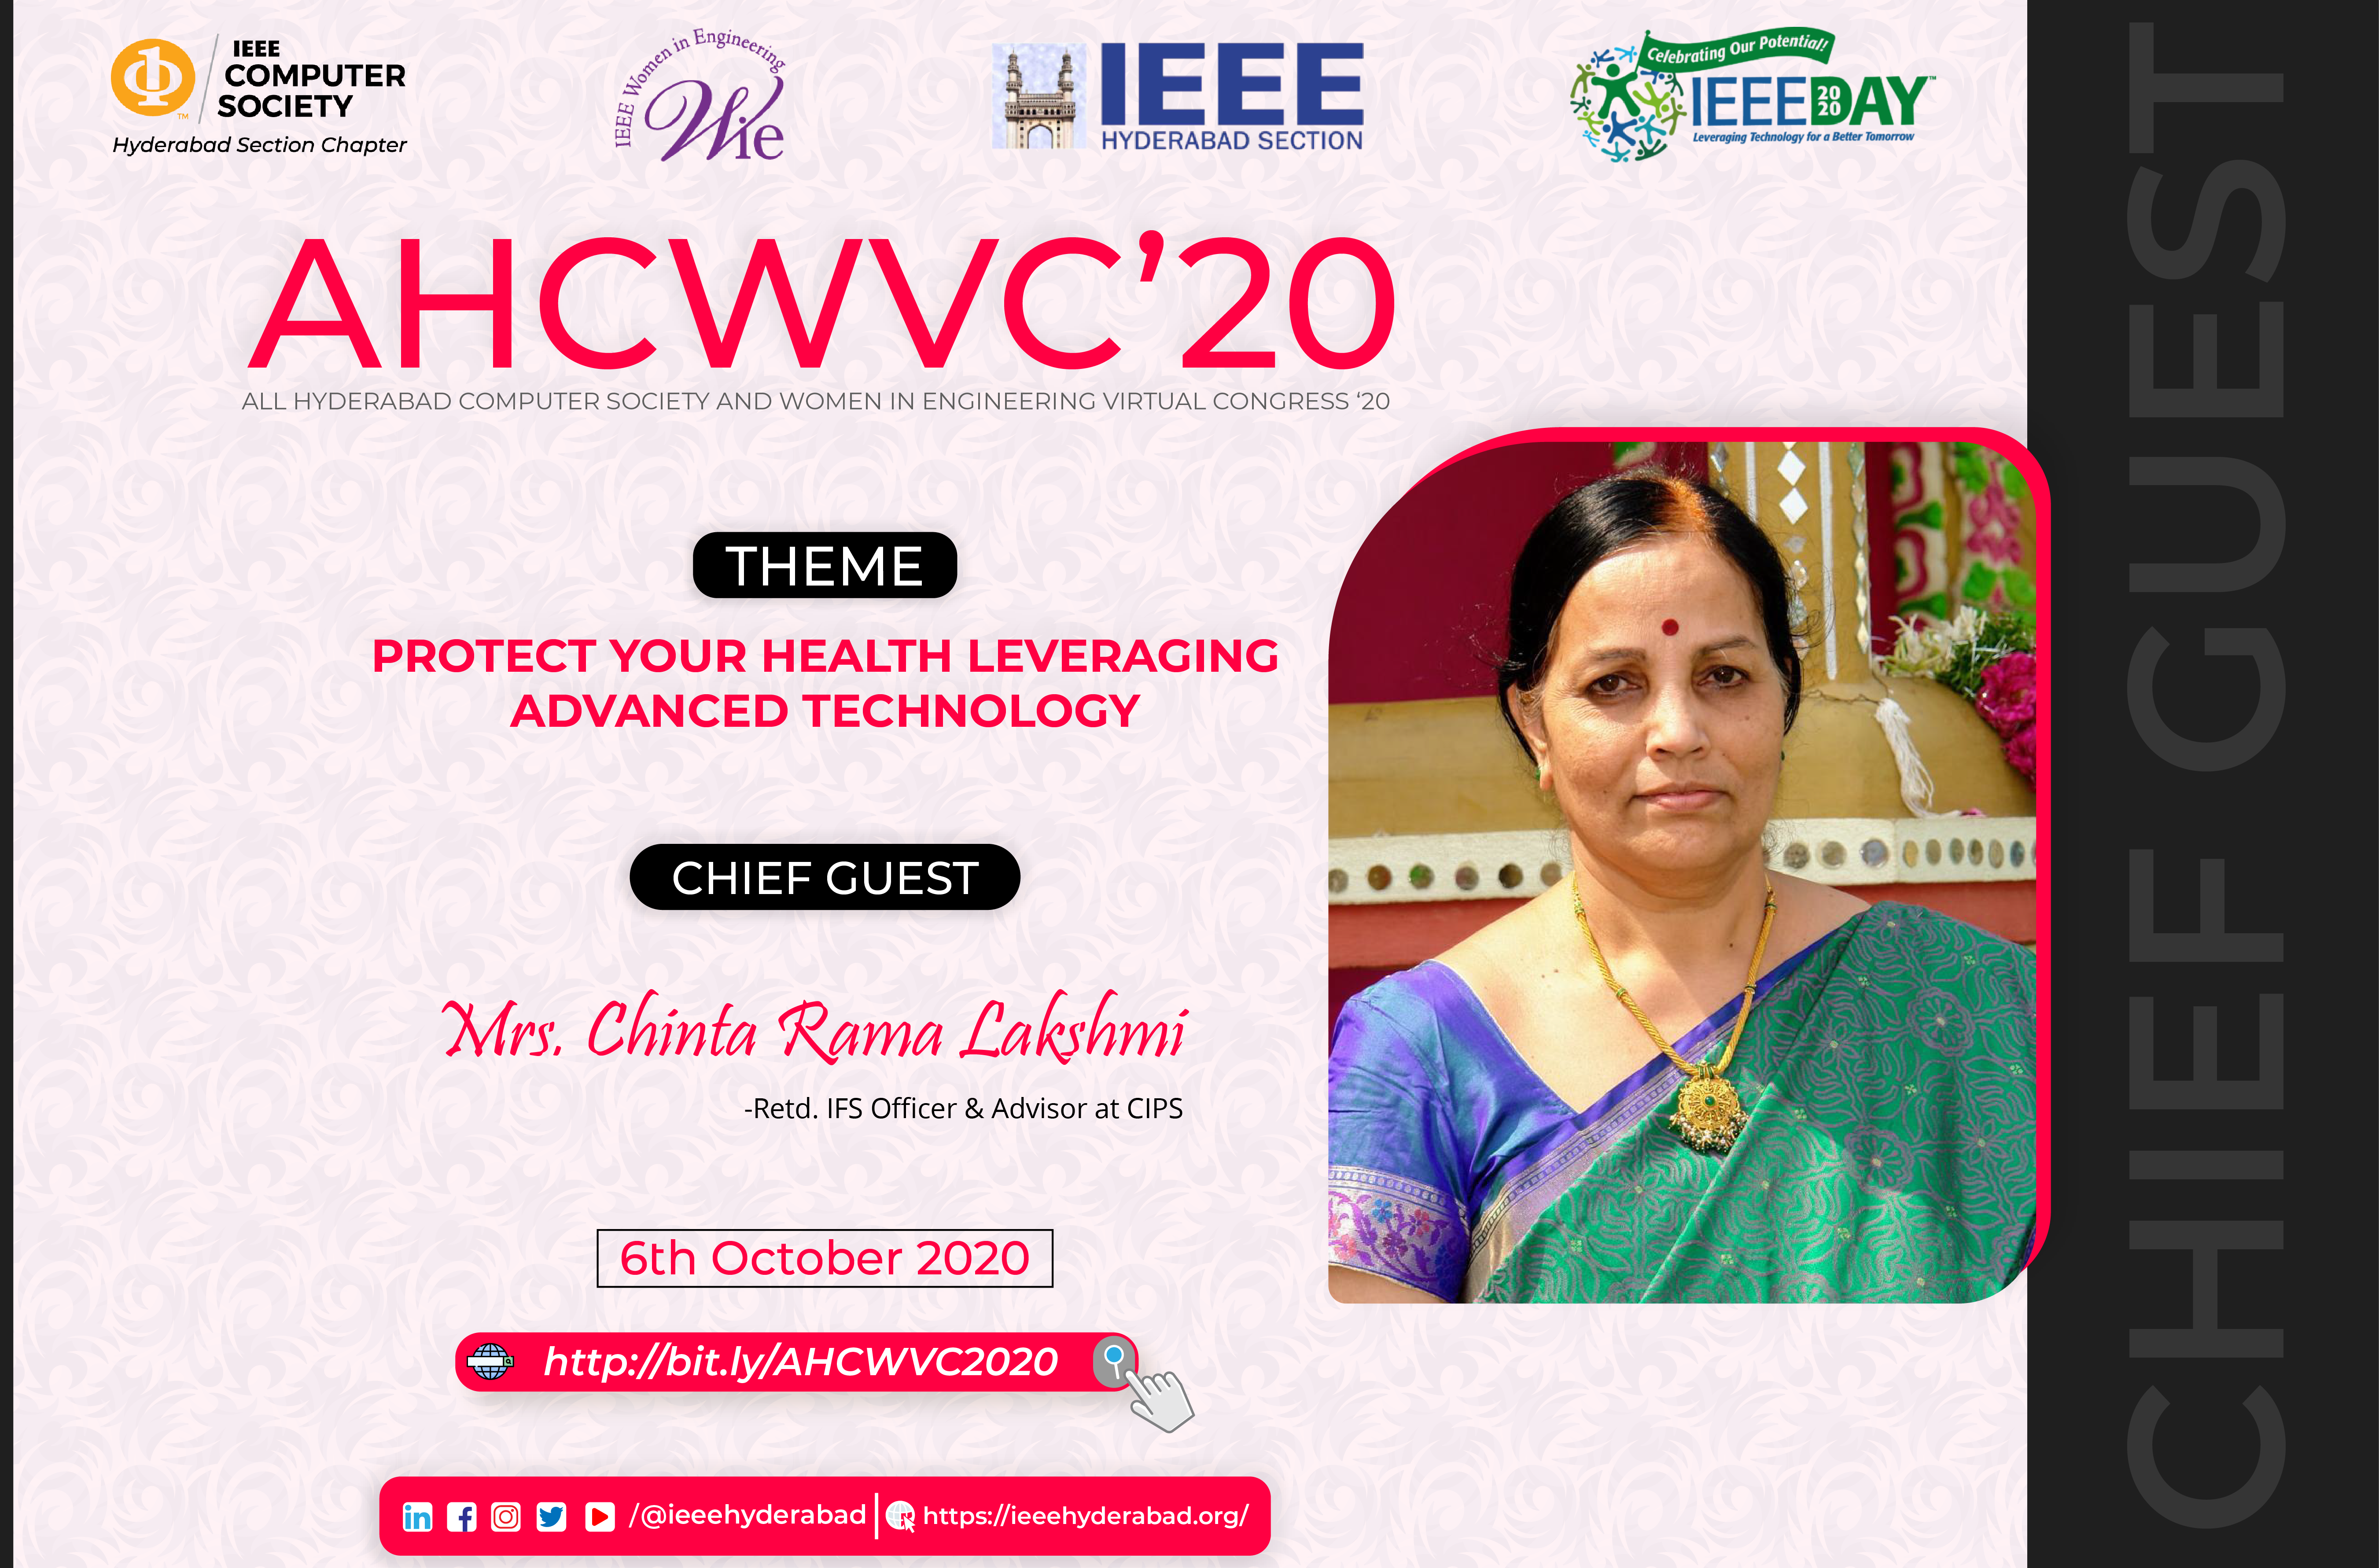 IEEE
COMPUTER
SOCIETY
TM
Hyderabad Section Chapter
IEEE Women in Engineering
WIE
IEEE
HYDERABAD SECTION
Celebrating Our Potential!
IEEE 2020 DAY™
Leveraging Technology for a Better Tomorrow
AHCWVC’20
ALL HYDERABAD COMPUTER SOCIETY AND WOMEN IN ENGINEERING VIRTUAL CONGRESS ‘20
THEME
PROTECT YOUR HEALTH LEVERAGING
ADVANCED TECHNOLOGY
CHIEF GUEST
Mrs. Chinta Rama Lakshmi
-Retd. IFS Officer & Advisor at CIPS
6th October 2020
http://bit.ly/AHCWVC2020
/@ieeehyderabad
https://ieeehyderabad.org/
CHIEF GUEST